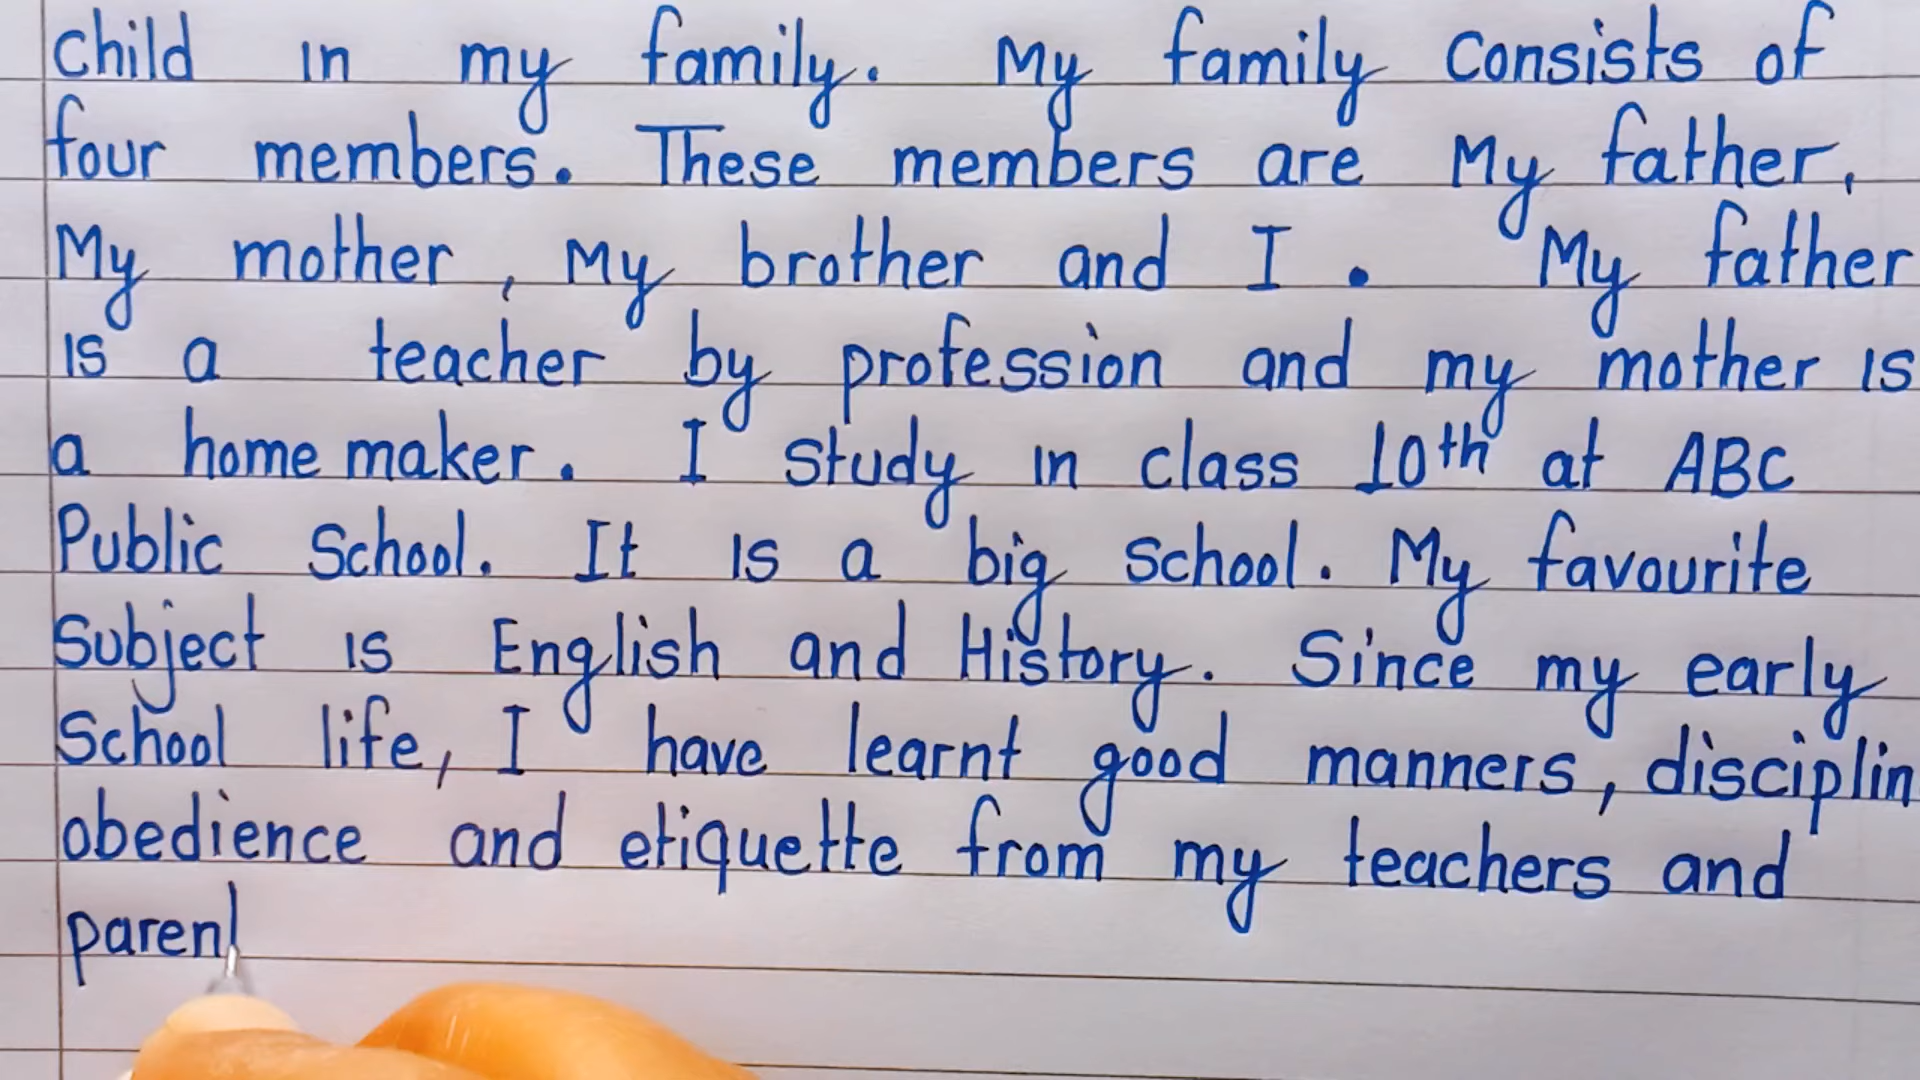 child in my family. My family consists of
four members. These members are My father,
My mother, My brother and I.  My father
is a teacher by profession and my mother is
a home maker. I study in class 10th at ABC
Public School. It is a big school. My favourite
Subject is English and History. Since my early
School life, I have learnt good manners, disciplin
obedience and etiquette from my teachers and
paren